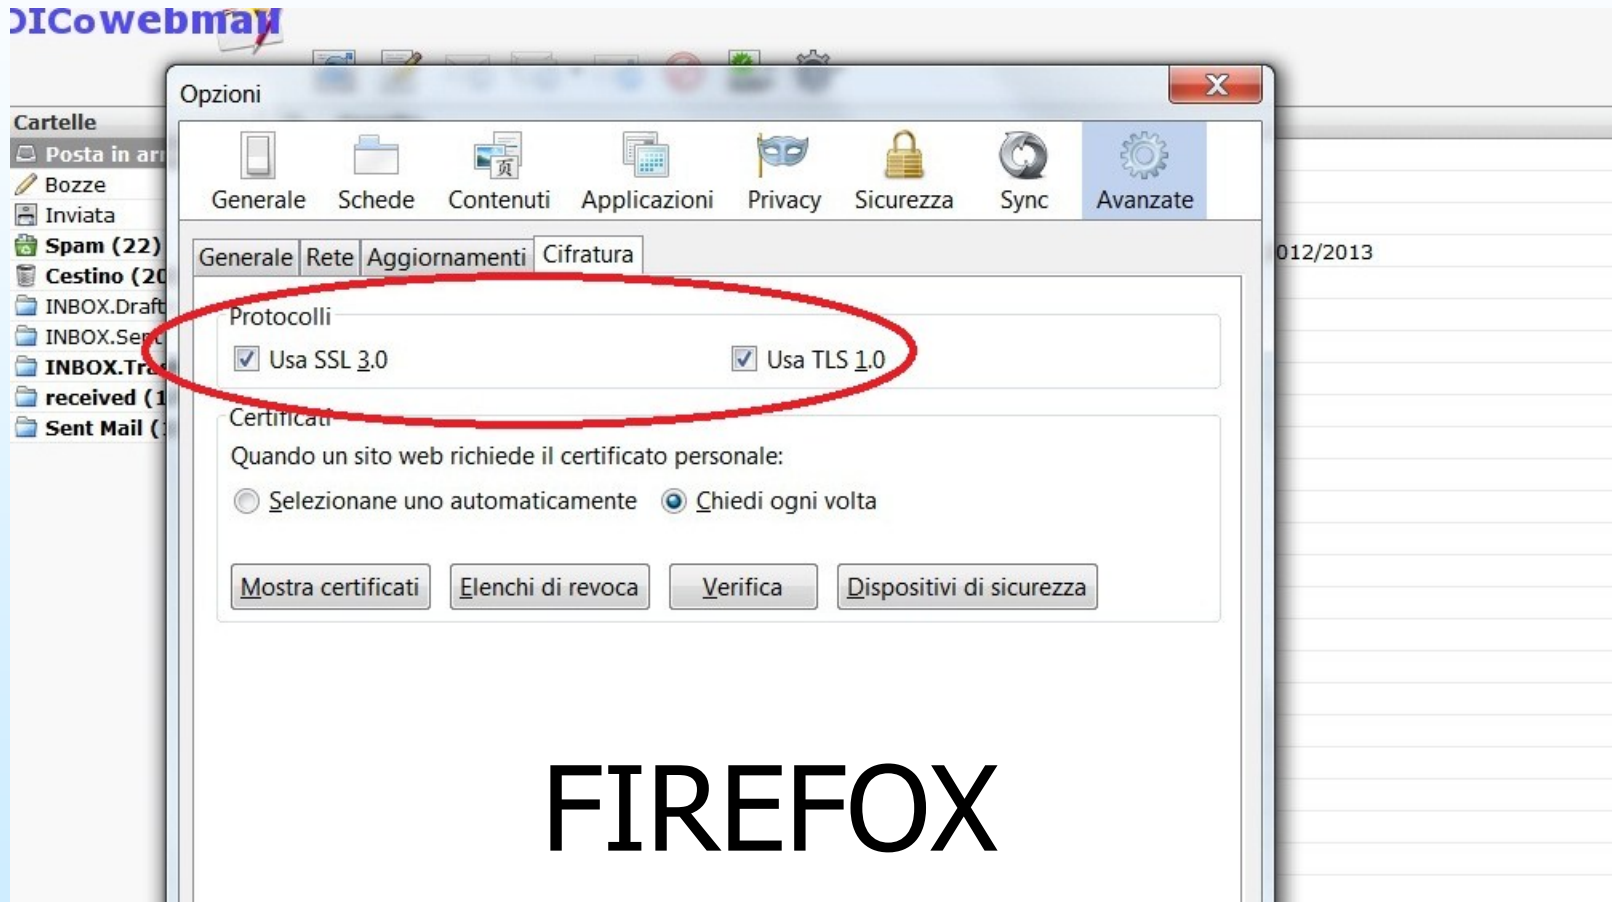 DICowebmail
Opzioni
Cartelle
Posta in arr
Bozze
Inviata
Spam (22)
Cestino (20
INBOX.Draft
INBOX.Sent
INBOX.Tras
received (1
Sent Mail (
页
Generale Schede Contenuti Applicazioni Privacy Sicurezza Sync Avanzate
Generale Rete Aggiornamenti Cifratura
012/2013
Protocolli
Usa SSL 3.0 Usa TLS 1.0
Certificati
Quando un sito web richiede il certificato personale:
Selezionane uno automaticamente Chiedi ogni volta
Mostra certificati Elenchi di revoca Verifica Dispositivi di sicurezza
FIREFOX